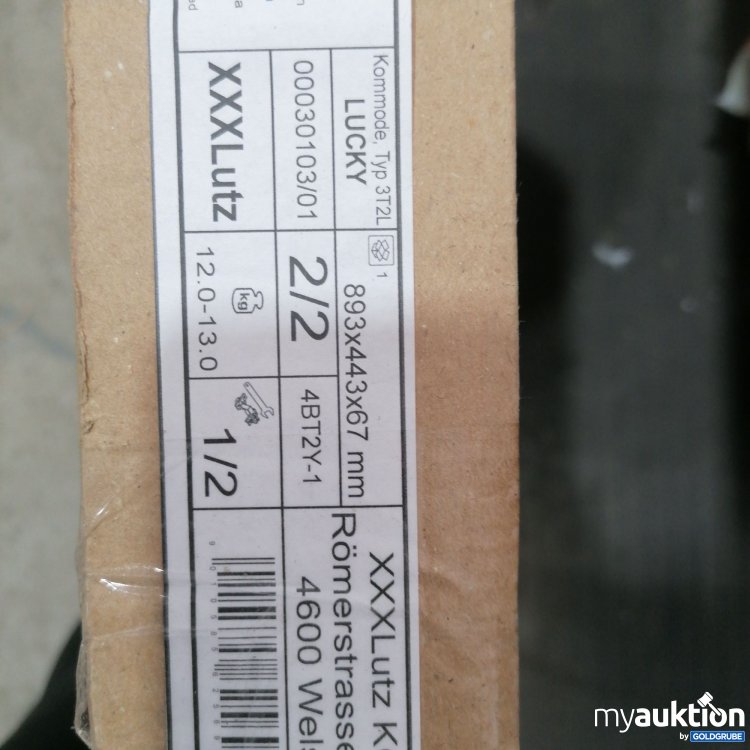 Kommode, Typ 3T2L
LUCKY
00030103/01
XXXLutz
1
893x443x67 mm
2/2
4BT2Y-1
kg
12.0-13.0
1/2
XXXLutz
Römerstrasse
4600 Wels
myauktion
by GOLDGRUBE